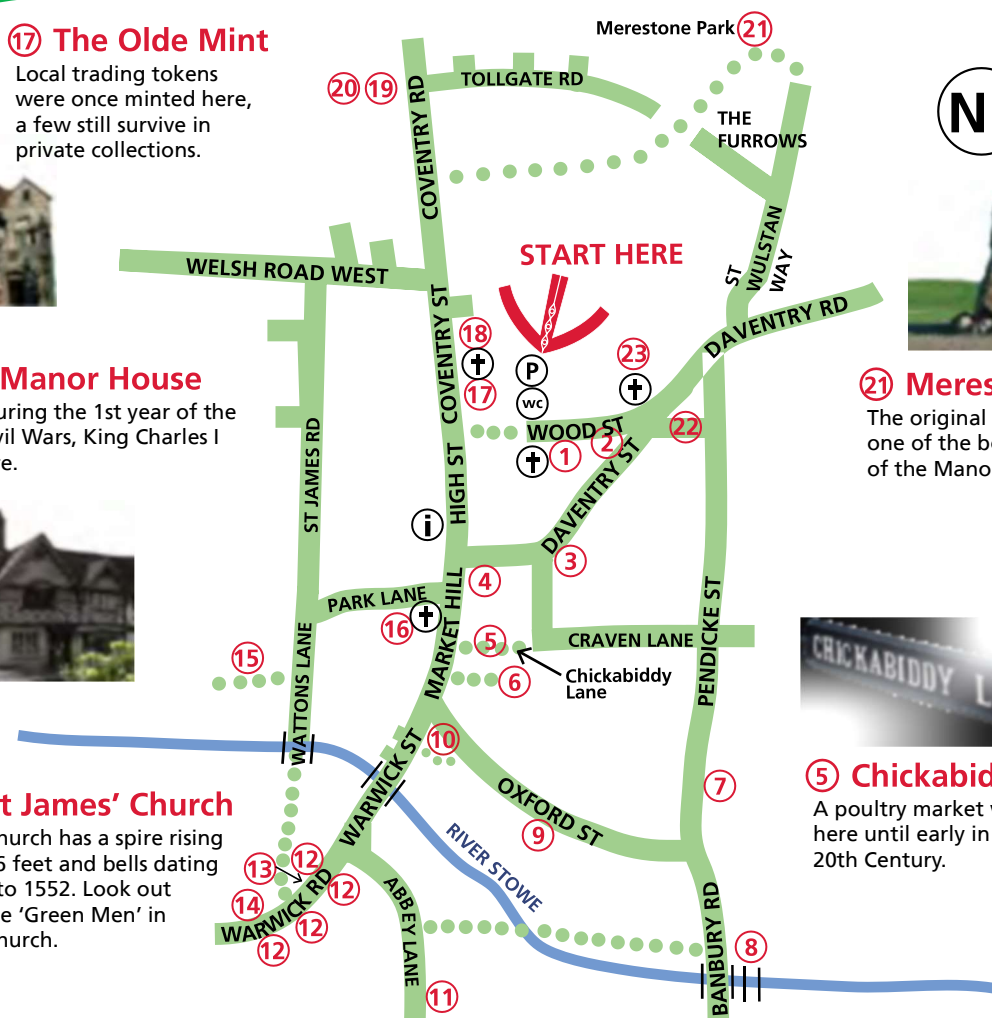 17 The Olde Mint
Local trading tokens
were once minted here,
a few still survive in
private collections.
Merestone Park 21
N
20 19
COVENTRY RD
TOLLGATE RD
THE
FURROWS
WELSH ROAD WEST
START HERE
ST
WULSTAN
WAY
DAVENTRY RD
COVENTRY ST
18
P
17
wc
23
WOOD ST
22
2
1
Manor House
uring the 1st year of the
vil Wars, King Charles I
e.
21 Meres
The original
one of the be
of the Mano
ST JAMES RD
HIGH ST
i
DAVENTRY ST
3
4
PARK LANE
16
MARKET HILL
5
CRAVEN LANE
Chickabiddy
Lane
6
PENDICKE ST
15
WATTONS LANE
CHICKABIDDY L
10
WARWICK ST
7
OXFORD ST
9
RIVER STOWE
5 Chickabid
A poultry market
here until early in
20th Century.
t James’ Church
hurch has a spire rising
6 feet and bells dating
to 1552. Look out
e ‘Green Men’ in
hurch.
13
12
12
14
WARWICK RD
12
12
ABBEY LANE
11
BANBURY RD
8